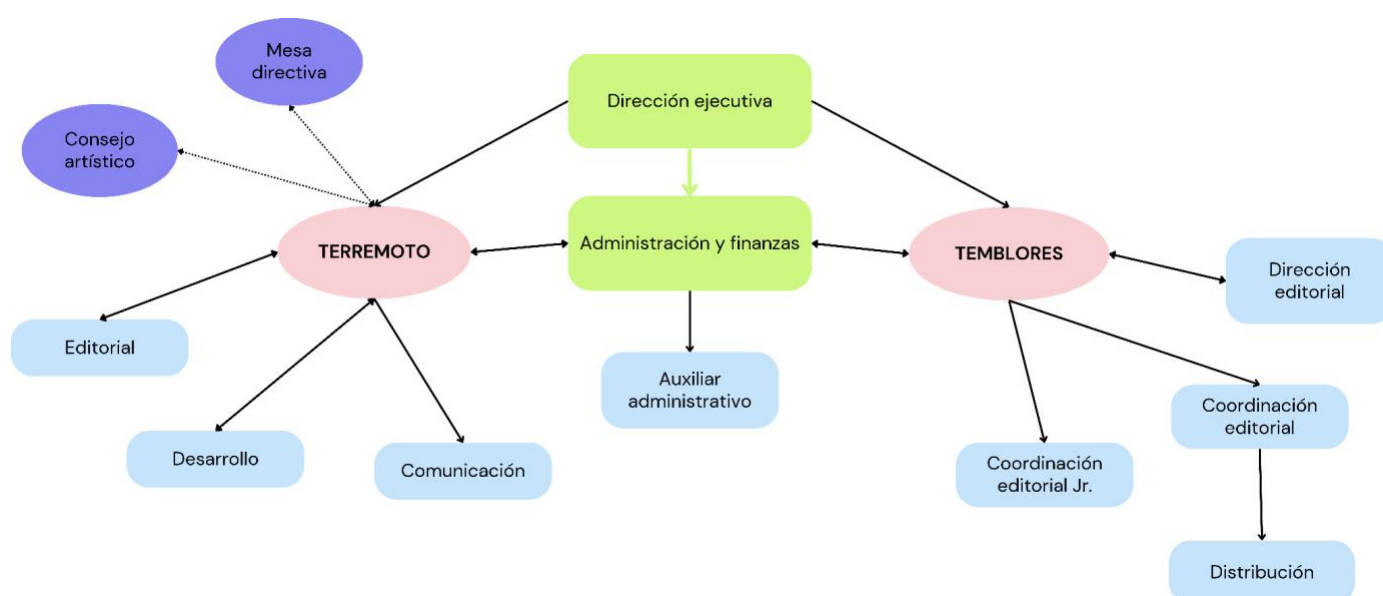 Mesa
directiva
Dirección ejecutiva
Consejo
artístico
TERREMOTO
Administración y finanzas
TEMBLORES
Dirección
editorial
Editorial
Auxiliar
administrativo
Coordinación
editorial
Desarrollo
Comunicación
Coordinación
editorial Jr.
Distribución